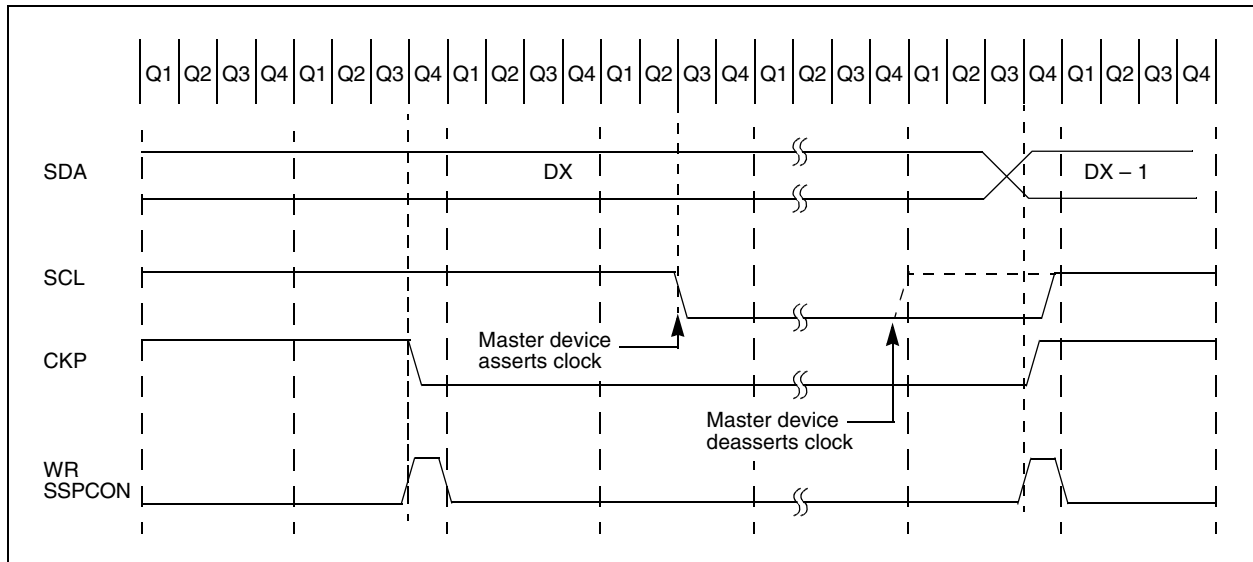 Q1 Q2 Q3 Q4 Q1 Q2 Q3 Q4 Q1 Q2 Q3 Q4 Q1 Q2 Q3 Q4 Q1 Q2 Q3 Q4 Q1 Q2 Q3 Q4 Q1 Q2 Q3 Q4
SDA DX DX – 1
SCL
Master device
asserts clock
CKP
Master device
deasserts clock
WR
SSPCON